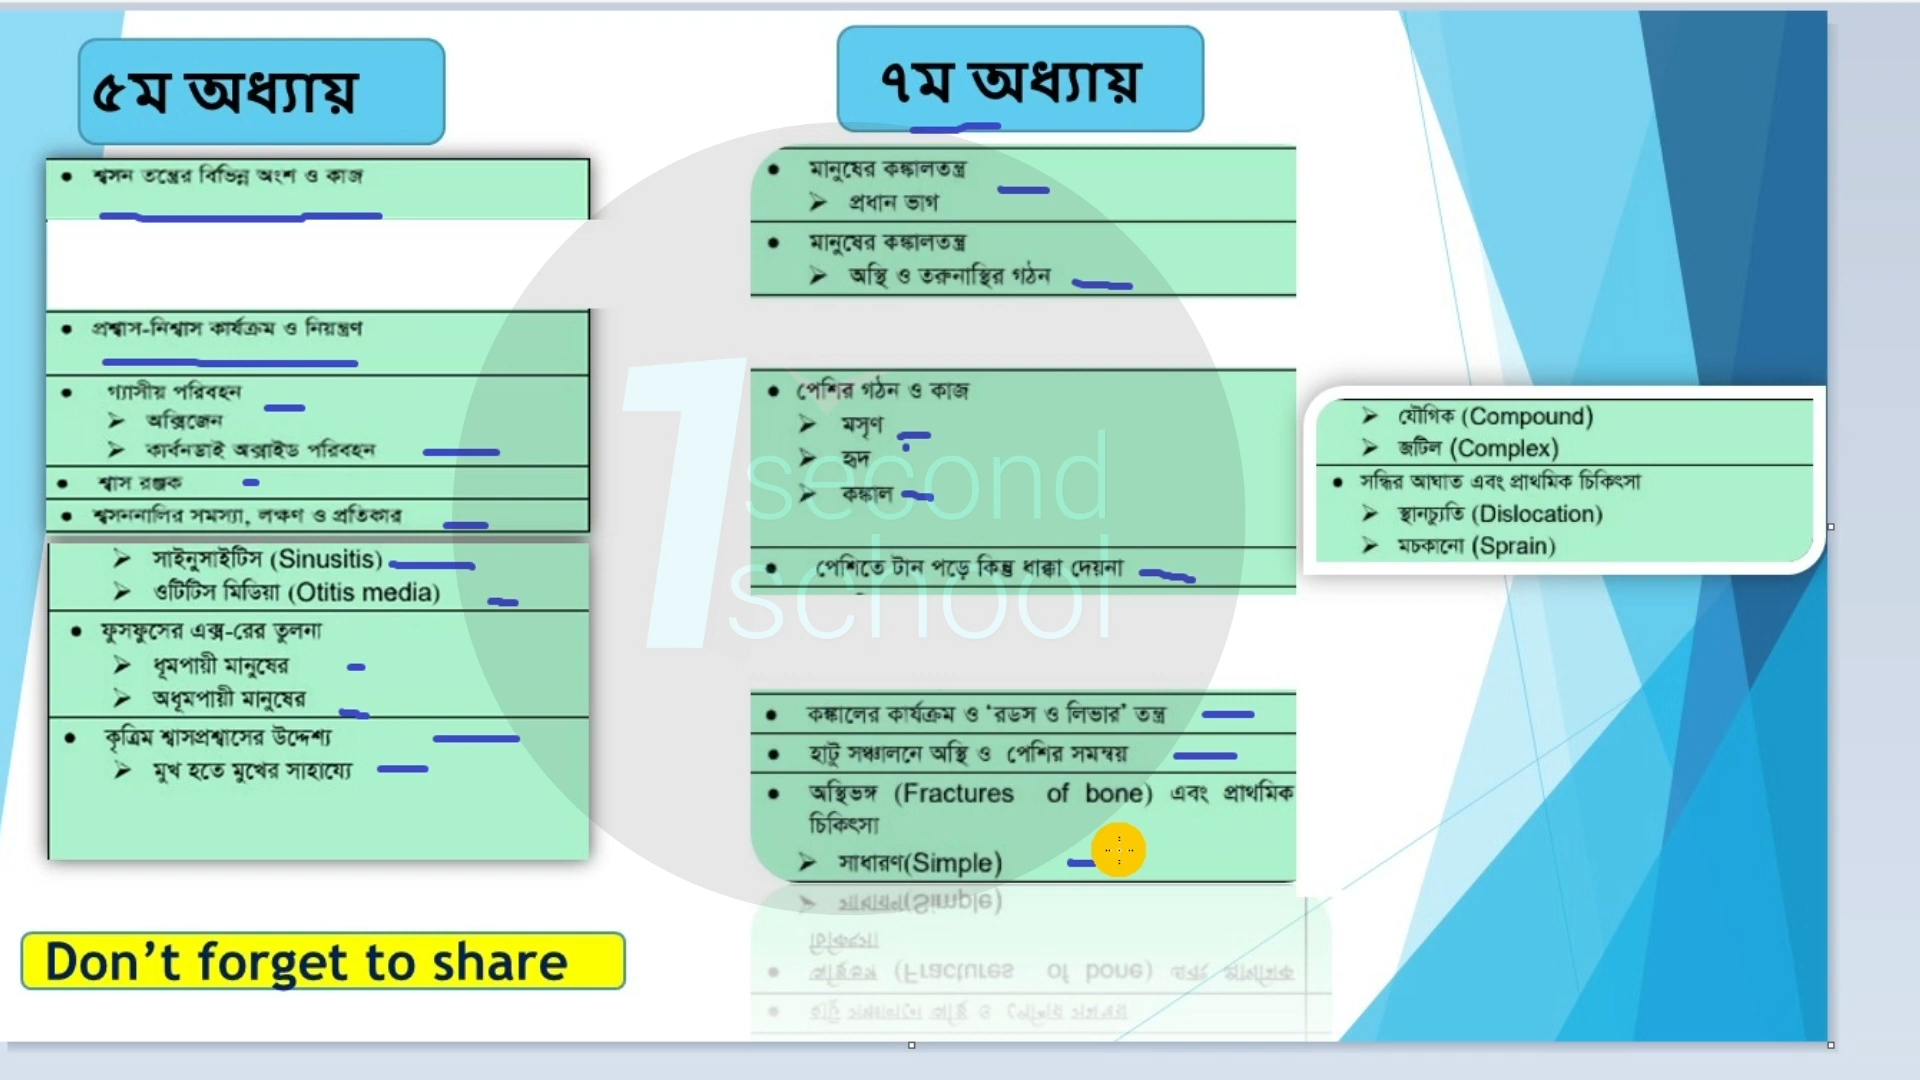 ৫ম অধ্যায়
শ্বসন তন্ত্রের বিভিন্ন অংশ ও কাজ
প্রশ্বাস-নিশ্বাস কার্যক্রম ও নিয়ন্ত্রণ
গ্যাসীয় পরিবহন
অক্সিজেন
কার্বনডাই অক্সাইড পরিবহন
শ্বাস রঞ্জক
শ্বসননালির সমস্যা, লক্ষণ ও প্রতিকার
সাইনুসাইটিস (Sinusitis)
ওটিটিস মিডিয়া (Otitis media)
ফুসফুসের এক্স-রের তুলনা
ধূমপায়ী মানুষের
অধূমপায়ী মানুষের
কৃত্রিম শ্বাসপ্রশ্বাসের উদ্দেশ্য
মুখ হতে মুখের সাহায্যে
Don't forget to share
৭ম অধ্যায়
মানুষের কঙ্কালতন্ত্র
প্রধান ভাগ
মানুষের কঙ্কালতন্ত্র
অস্থি ও তরুনাস্থির গঠন
পেশির গঠন ও কাজ
মসৃণ
হৃদ
কঙ্কাল
পেশিতে টান পড়ে কিন্তু ধাক্কা দেয়না
কঙ্কালের কার্যক্রম ও ‘রডস ও লিভার’ তন্ত্র
হাটু সঞ্চালনে অস্থি ও পেশির সমন্বয়
অস্থিভঙ্গ (Fractures of bone) এবং প্রাথমিক
চিকিৎসা
সাধারণ(Simple)
যৌগিক (Compound)
জটিল (Complex)
সন্ধির আঘাত এবং প্রাথমিক চিকিৎসা
স্থানচ্যুতি (Dislocation)
মচকানো (Sprain)
1 second
school